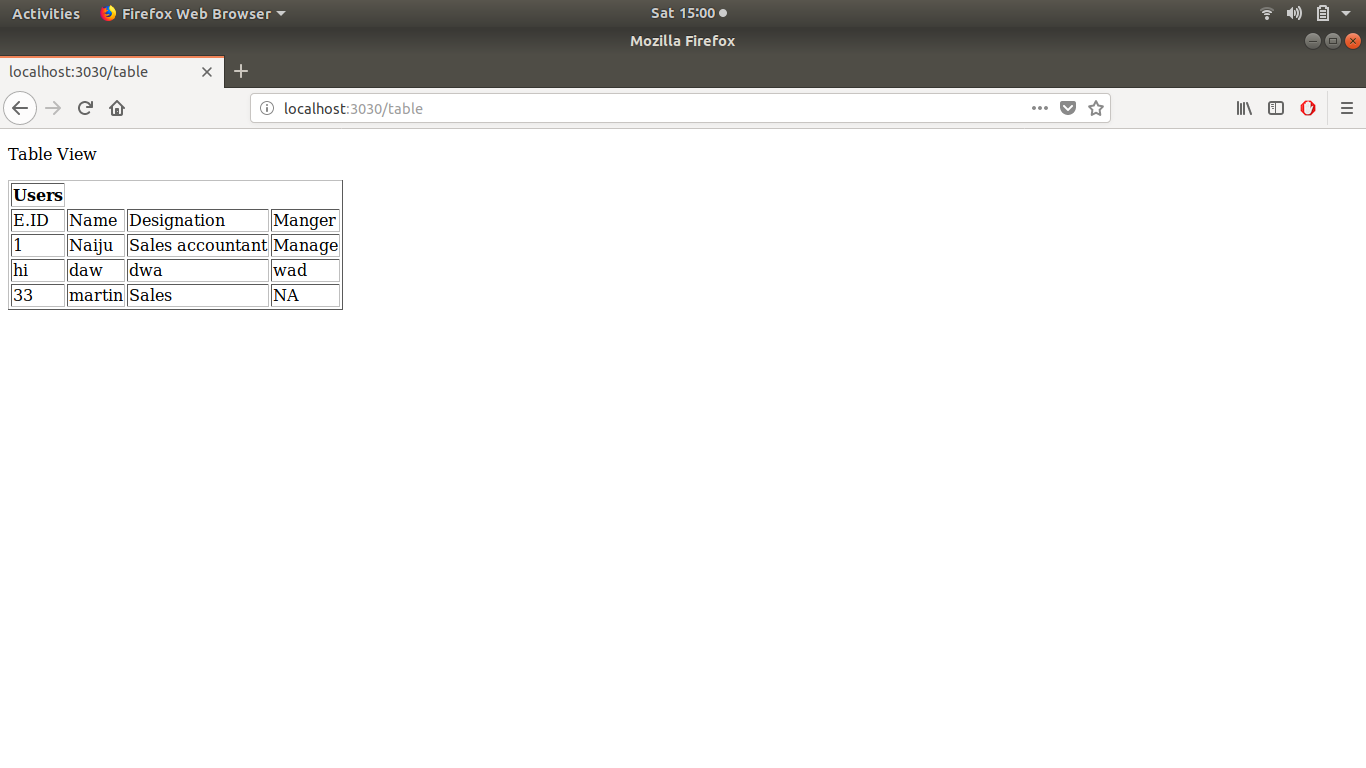 Activities Firefox Web Browser Sat 15:00
Mozilla Firefox
localhost:3030/table
localhost:3030/table
Table View
Users
E.ID Name Designation Manger
1 Naiju Sales accountant Manage
hi daw dwa wad
33 martin Sales NA